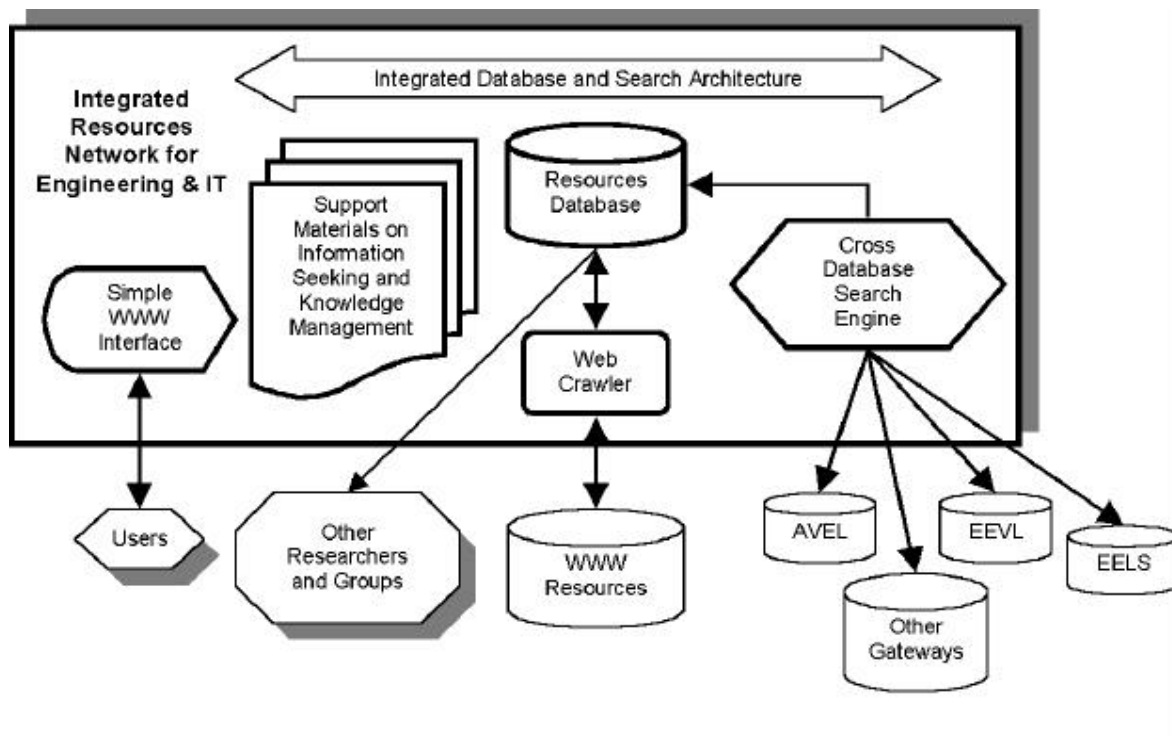 Integrated Database and Search Architecture
Integrated
Resources
Network for
Engineering & IT
Support
Materials on
Information
Seeking and
Knowledge
Management
Resources
Database
Cross
Database
Search
Engine
Simple
WWW
Interface
Web
Crawler
Users
Other
Researchers
and Groups
WWW
Resources
AVEL
EEVL
EELS
Other
Gateways